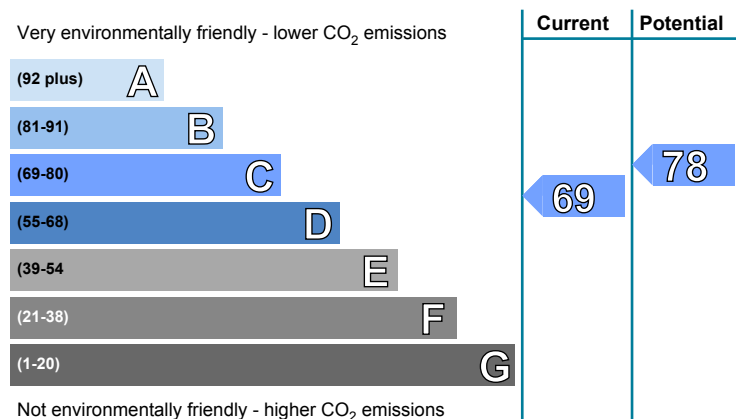 Very environmentally friendly - lower CO₂ emissions
Current
Potential
(92 plus) A
(81-91) B
(69-80) C
(55-68) D
(39-54 E
(21-38) F
(1-20) G
69
78
Not environmentally friendly - higher CO₂ emissions